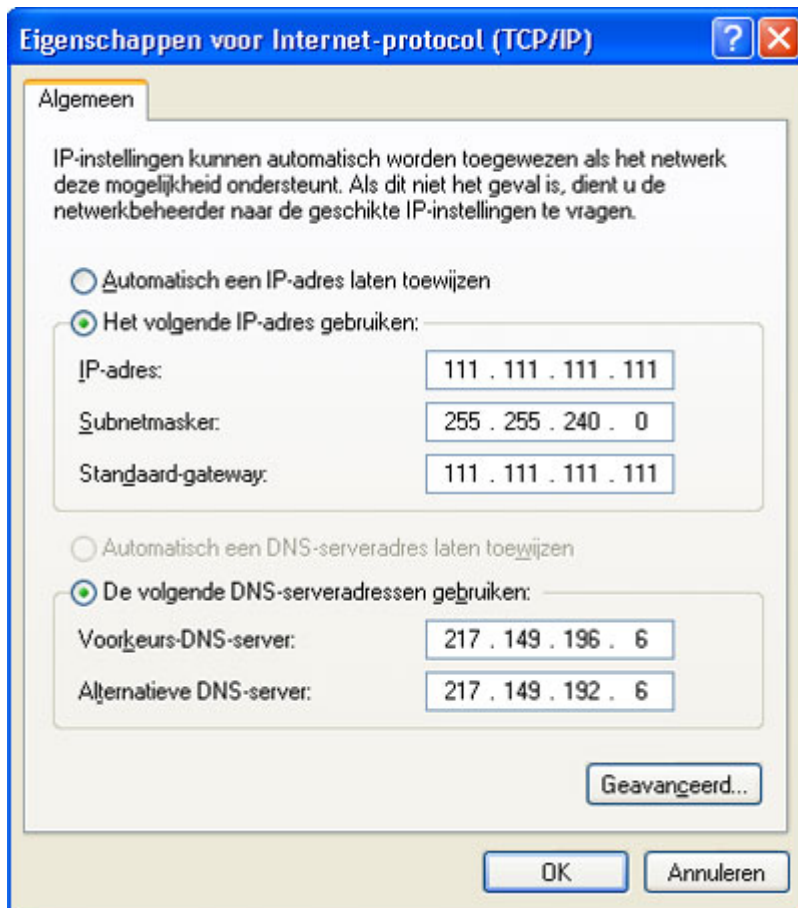 Eigenschappen voor Internet-protocol (TCP/IP)
Algemeen
IP-instellingen kunnen automatisch worden toegewezen als het netwerk
deze mogelijkheid ondersteunt. Als dit niet het geval is, dient u de
netwerkbeheerder naar de geschikte IP-instellingen te vragen.
Automatisch een IP-adres laten toewijzen
Het volgende IP-adres gebruiken:
IP-adres: 111 . 111 . 111 . 111
Subnetmasker: 255 . 255 . 240 . 0
Standaard-gateway: 111 . 111 . 111 . 111
Automatisch een DNS-serveradres laten toewijzen
De volgende DNS-serveradressen gebruiken:
Voorkeurs-DNS-server: 217 . 149 . 196 . 6
Alternatieve DNS-server: 217 . 149 . 192 . 6
Geavanceerd...
OK Annuleren